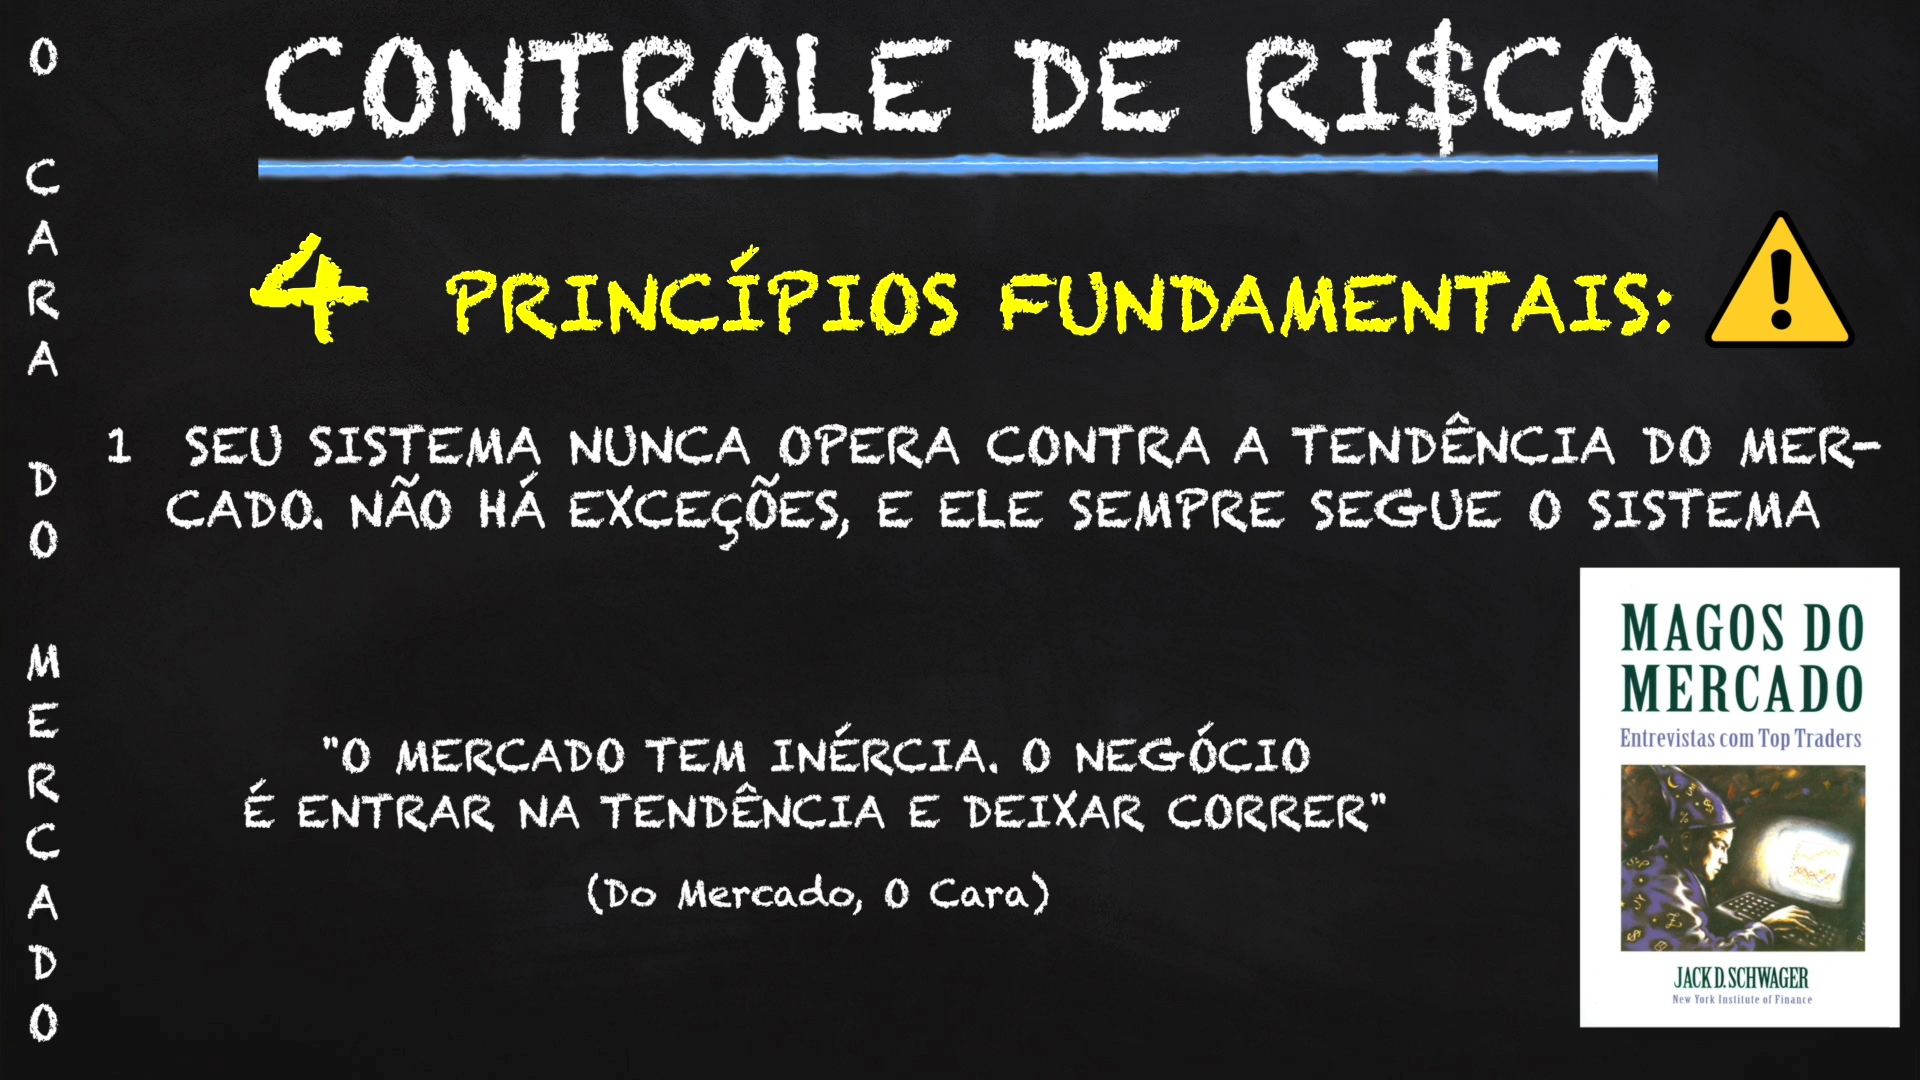 O CARA DO MERCADO
CONTROLE DE RI$CO
4 PRINCÍPIOS FUNDAMENTAIS:
1 SEU SISTEMA NUNCA OPERA CONTRA A TENDÊNCIA DO MER-
CADO. NÃO HÁ EXCEÇÕES, E ELE SEMPRE SEGUE O SISTEMA
"O MERCADO TEM INÉRCIA. O NEGÓCIO
É ENTRAR NA TENDÊNCIA E DEIXAR CORRER"
(Do Mercado, O Cara)
MAGOS DO
MERCADO
Entrevistas com Top Traders
JACK D. SCHWAGER
New York Institute of Finance